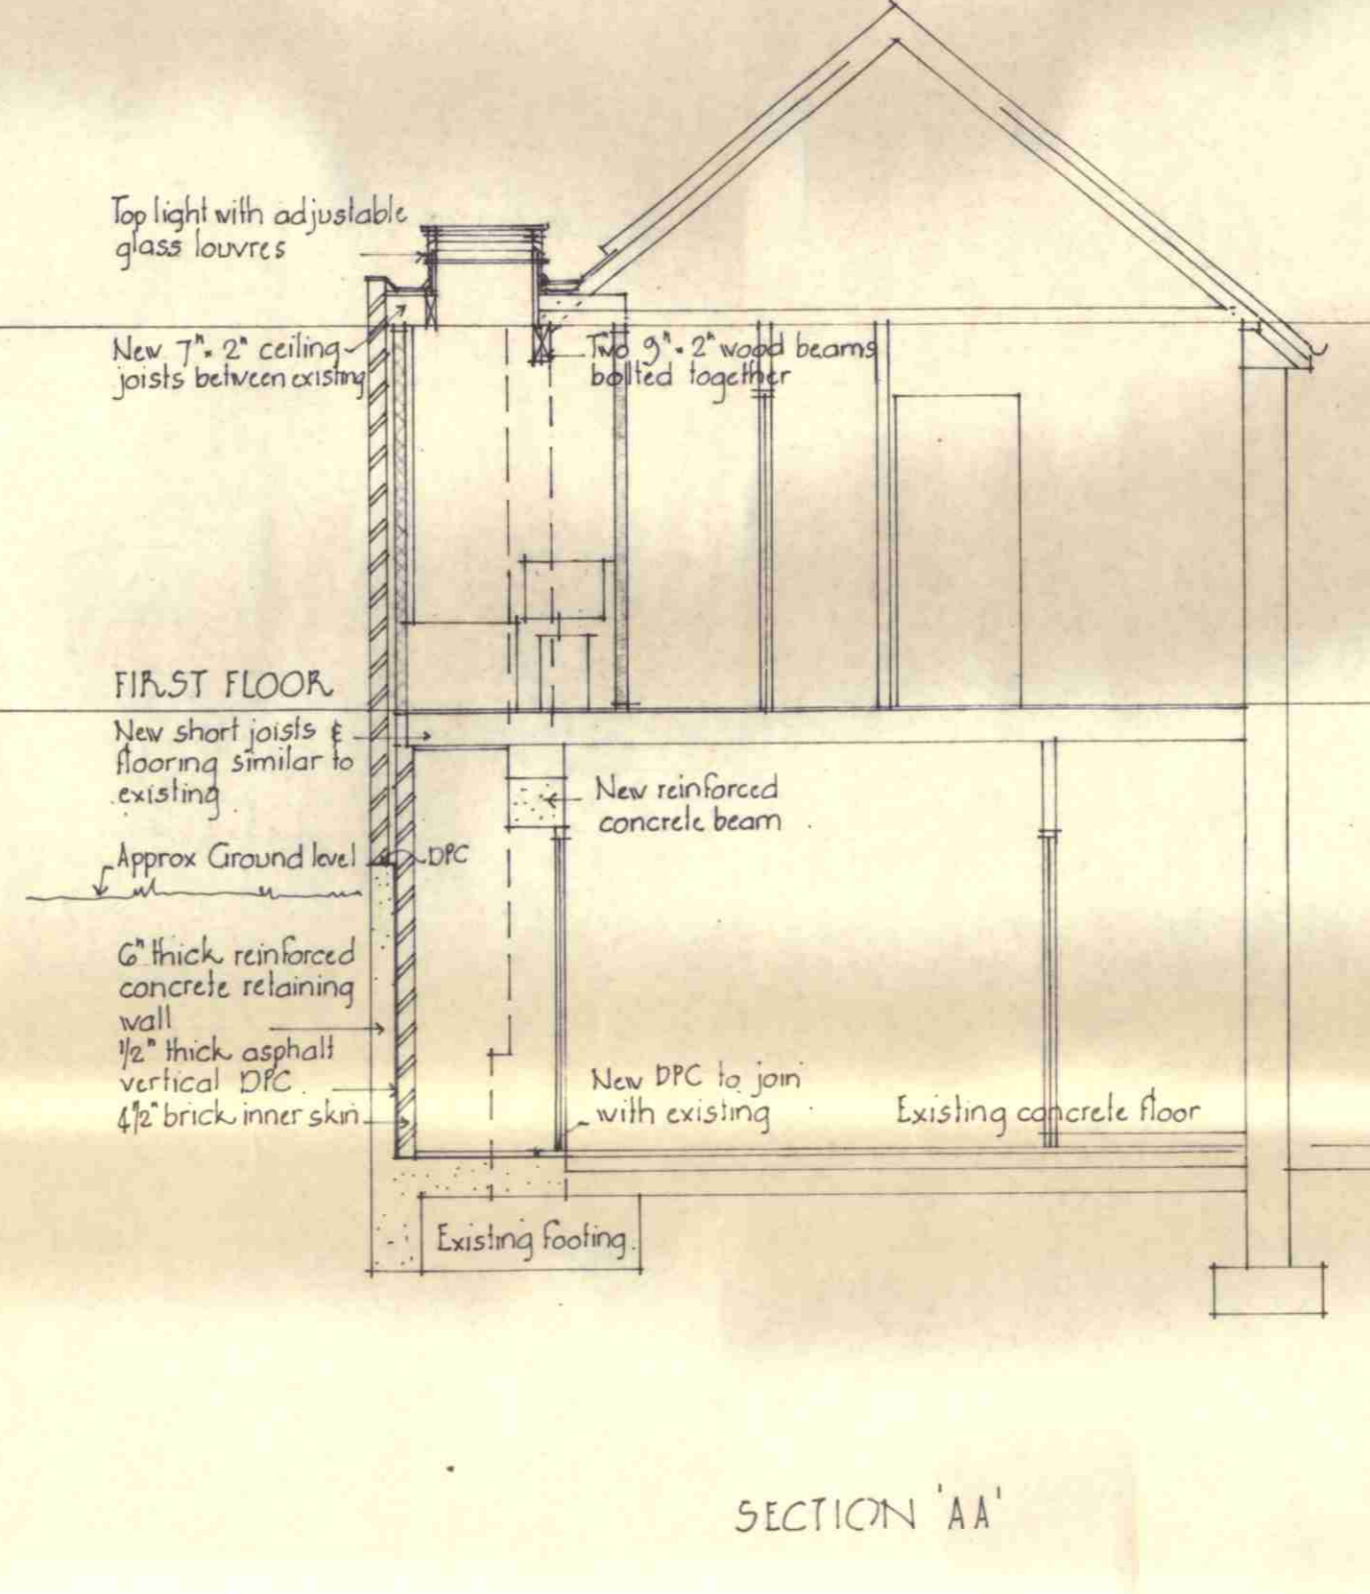 Top light with adjustable
glass louvres
New 7"×2" ceiling
joists between existing
Two 9"×2" wood beams
bolted together
FIRST FLOOR
New short joists &
flooring similar to
existing
New reinforced
concrete beam
Approx Ground level
DPC
6" thick reinforced
concrete retaining
wall
1/2" thick asphalt
vertical DPC.
4 1/2" brick inner skin
New DPC to join
with existing
Existing concrete floor
Existing footing.
SECTION 'AA'